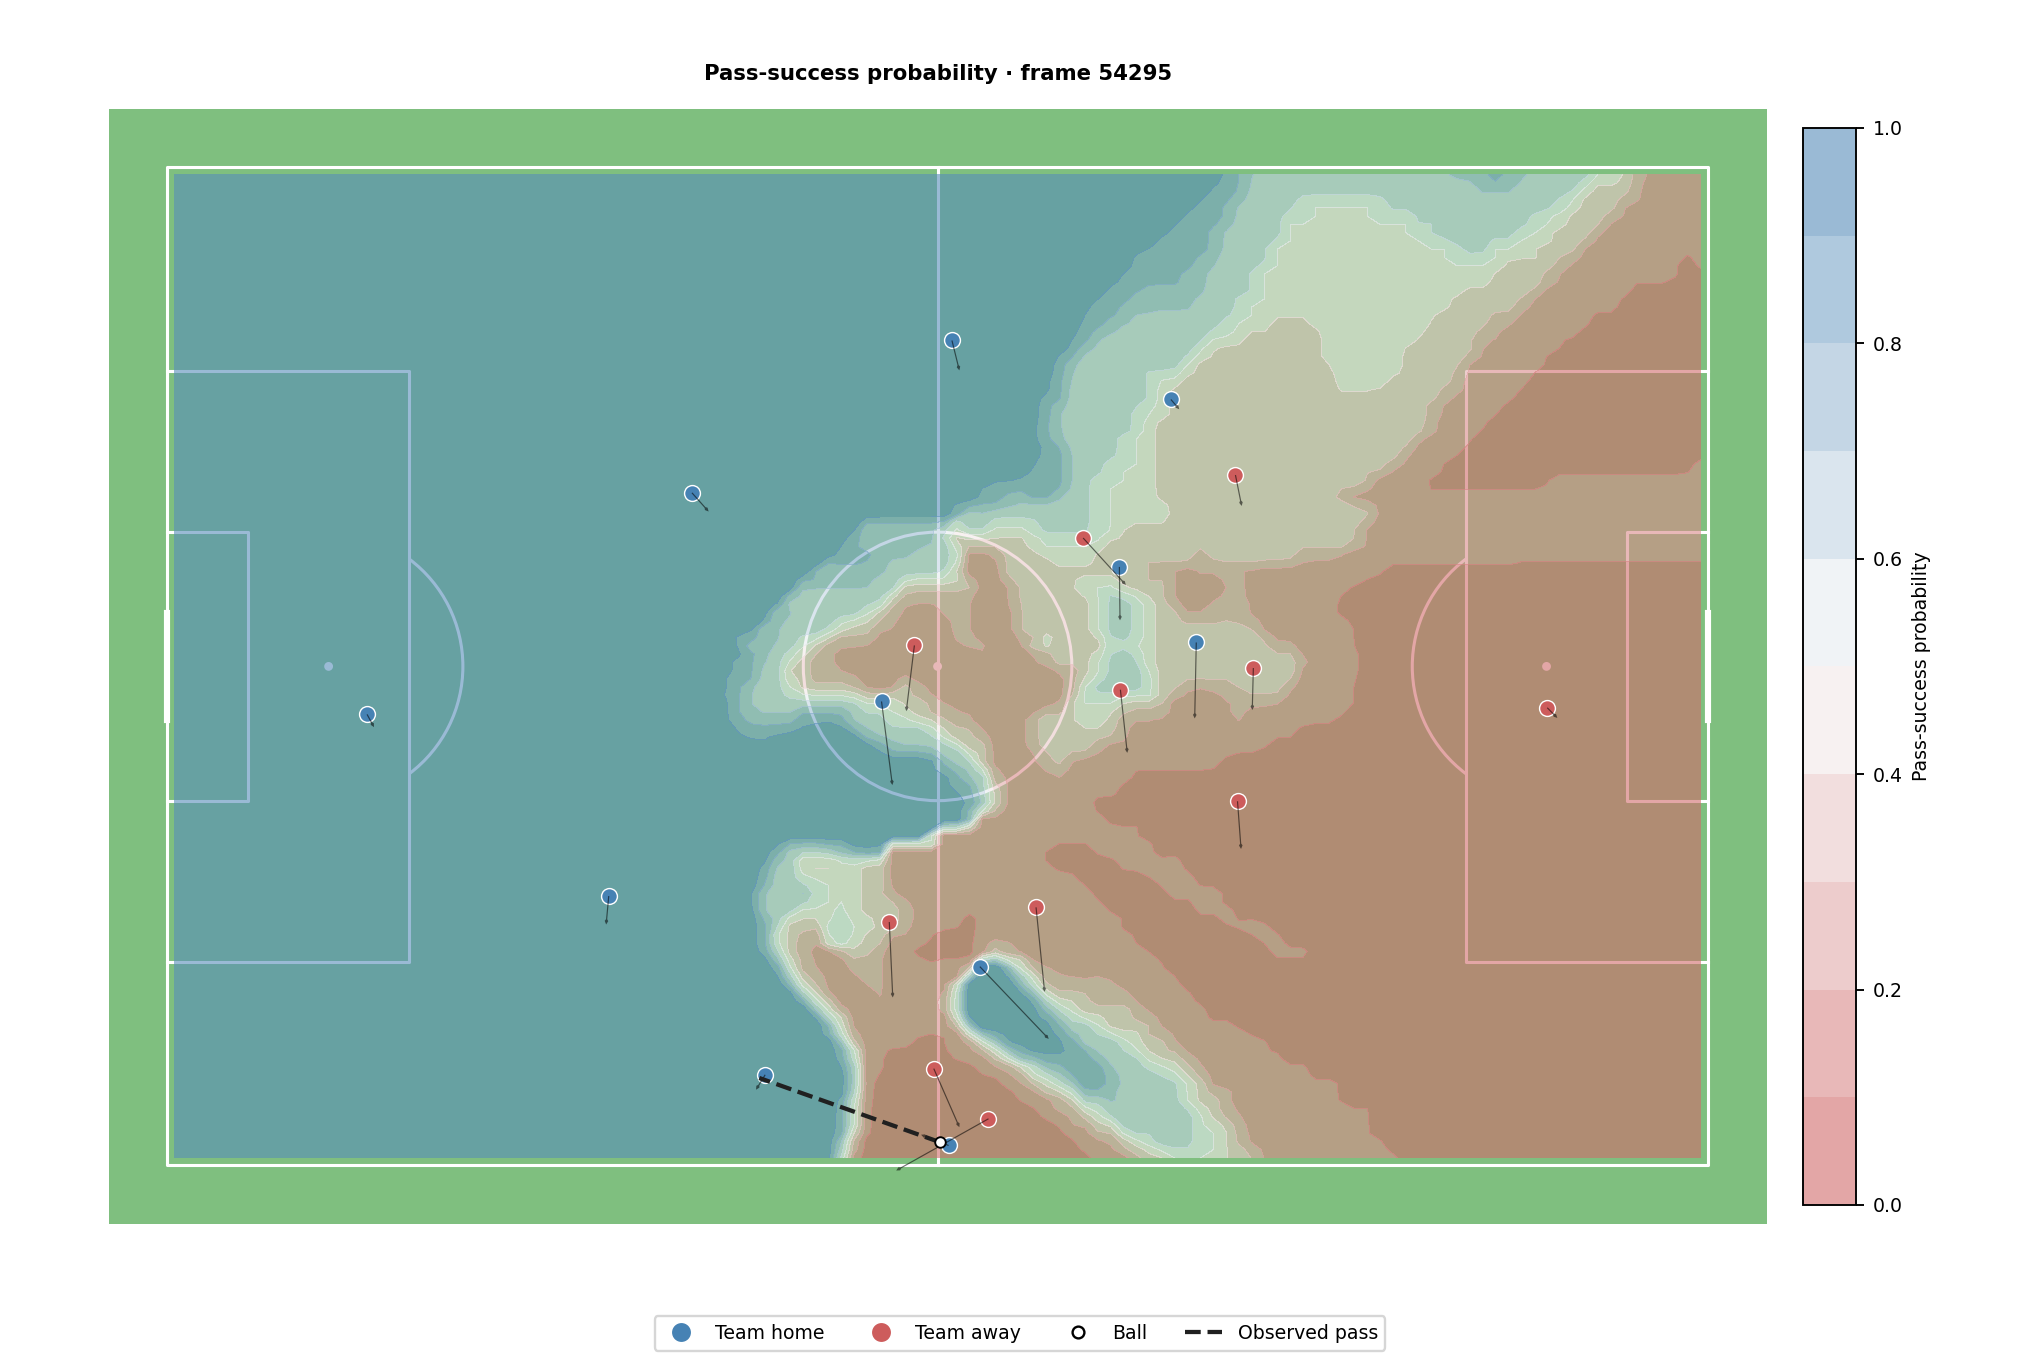 Pass-success probability · frame 54295
1.0
0.8
0.6
0.4
0.2
0.0
Pass-success probability
Team home
Team away
Ball
Observed pass